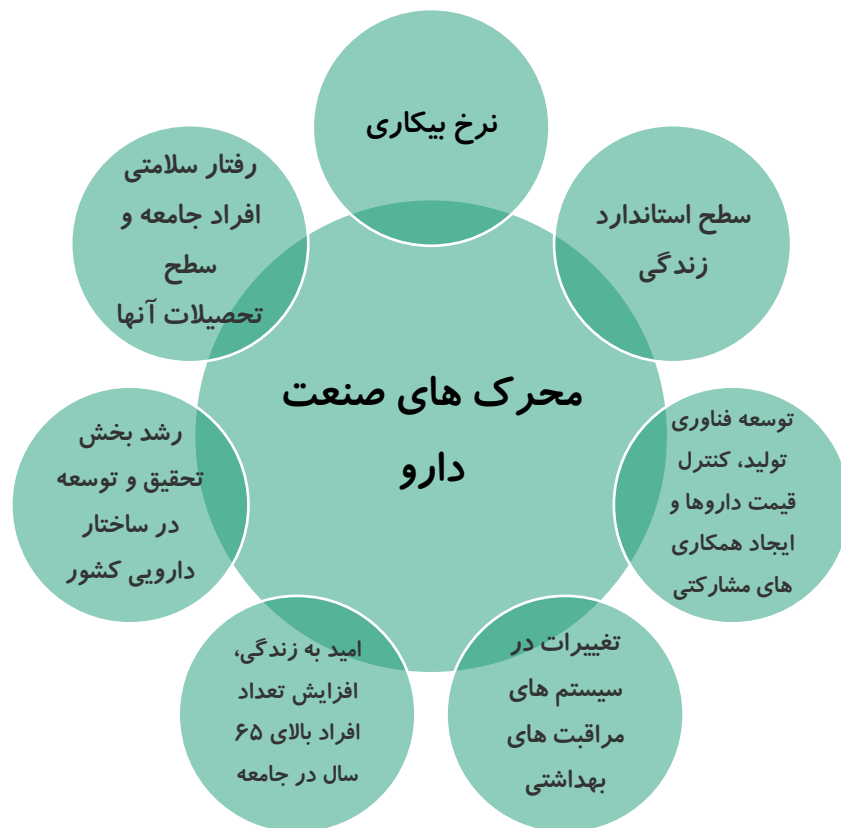 نرخ بیکاری
سطح استاندارد
زندگی
توسعه فناوری
تولید، کنترل
قیمت داروها و
ایجاد همکاری
های مشارکتی
تغییرات در
سیستم های
مراقبت های
بهداشتی
امید به زندگی،
افزایش تعداد
افراد بالای ۶۵
سال در جامعه
رشد بخش
تحقیق و توسعه
در ساختار
دارویی کشور
رفتار سلامتی
افراد جامعه و
سطح
تحصیلات آنها
محرک های صنعت
دارو